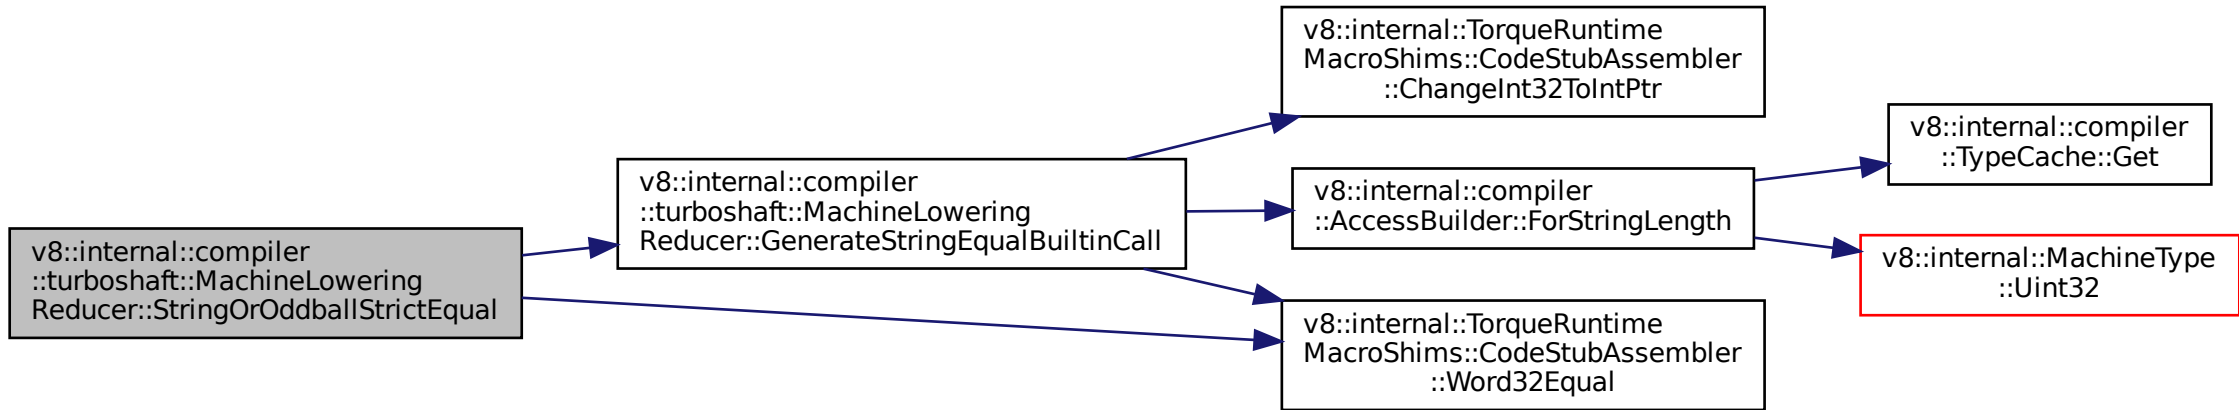 v8::internal::compiler
::turboshaft::MachineLowering
Reducer::StringOrOddballStrictEqual
v8::internal::compiler
::turboshaft::MachineLowering
Reducer::GenerateStringEqualBuiltinCall
v8::internal::TorqueRuntime
MacroShims::CodeStubAssembler
::ChangeInt32ToIntPtr
v8::internal::compiler
::AccessBuilder::ForStringLength
v8::internal::TorqueRuntime
MacroShims::CodeStubAssembler
::Word32Equal
v8::internal::compiler
::TypeCache::Get
v8::internal::MachineType
::Uint32